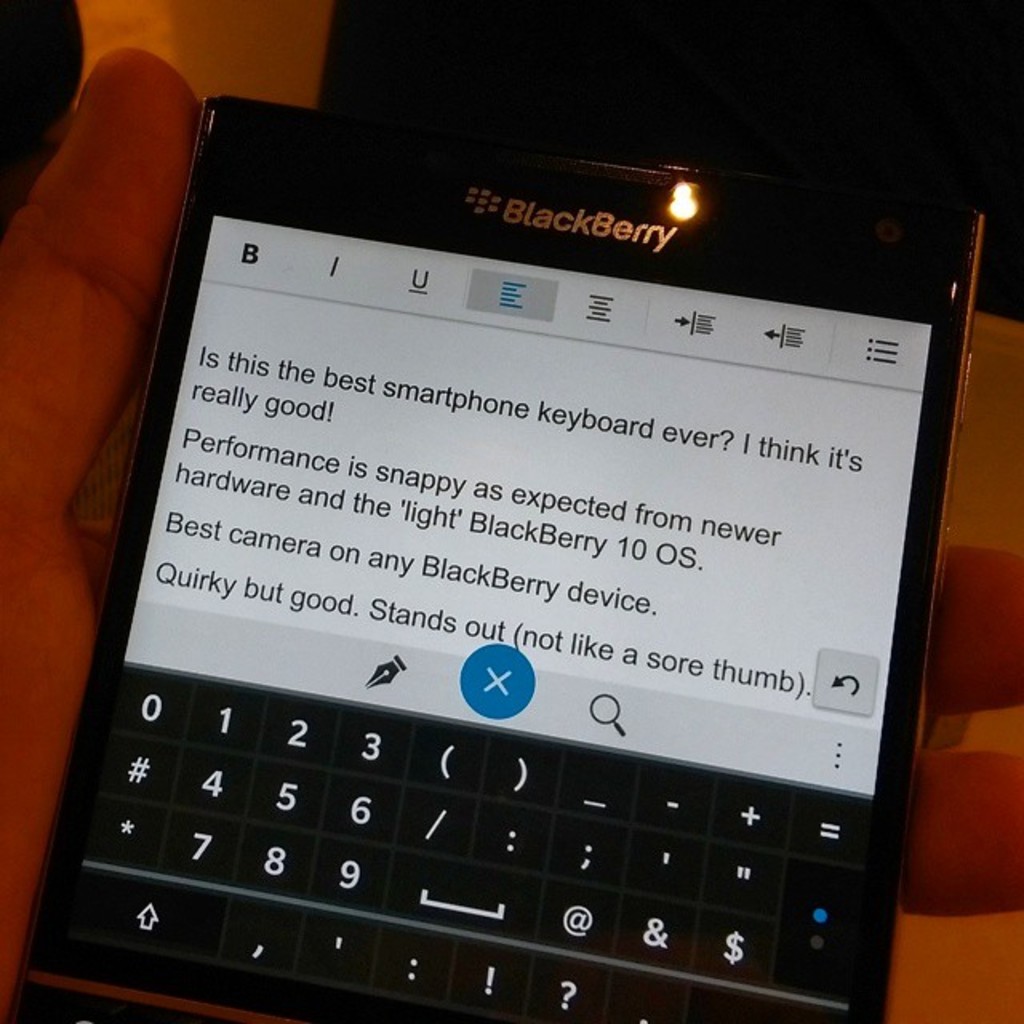 BlackBerry
B I U
Is this the best smartphone keyboard ever? I think it's
really good!
Performance is snappy as expected from newer
hardware and the 'light' BlackBerry 10 OS.
Best camera on any BlackBerry device.
Quirky but good. Stands out (not like a sore thumb).
0 1 2 3 ( ) _ - + =
# 4 5 6 / : ; ' "
* 7 8 9 @ & $
, ' : ! ? .